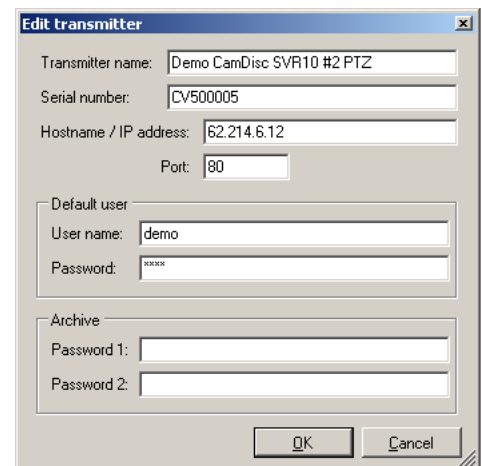 Edit transmitter
Transmitter name: Demo CamDisc SVR10 #2 PTZ
Serial number: CV500005
Hostname / IP address: 62.214.6.12
Port: 80
Default user
User name: demo
Password: ****
Archive
Password 1:
Password 2:
OK Cancel